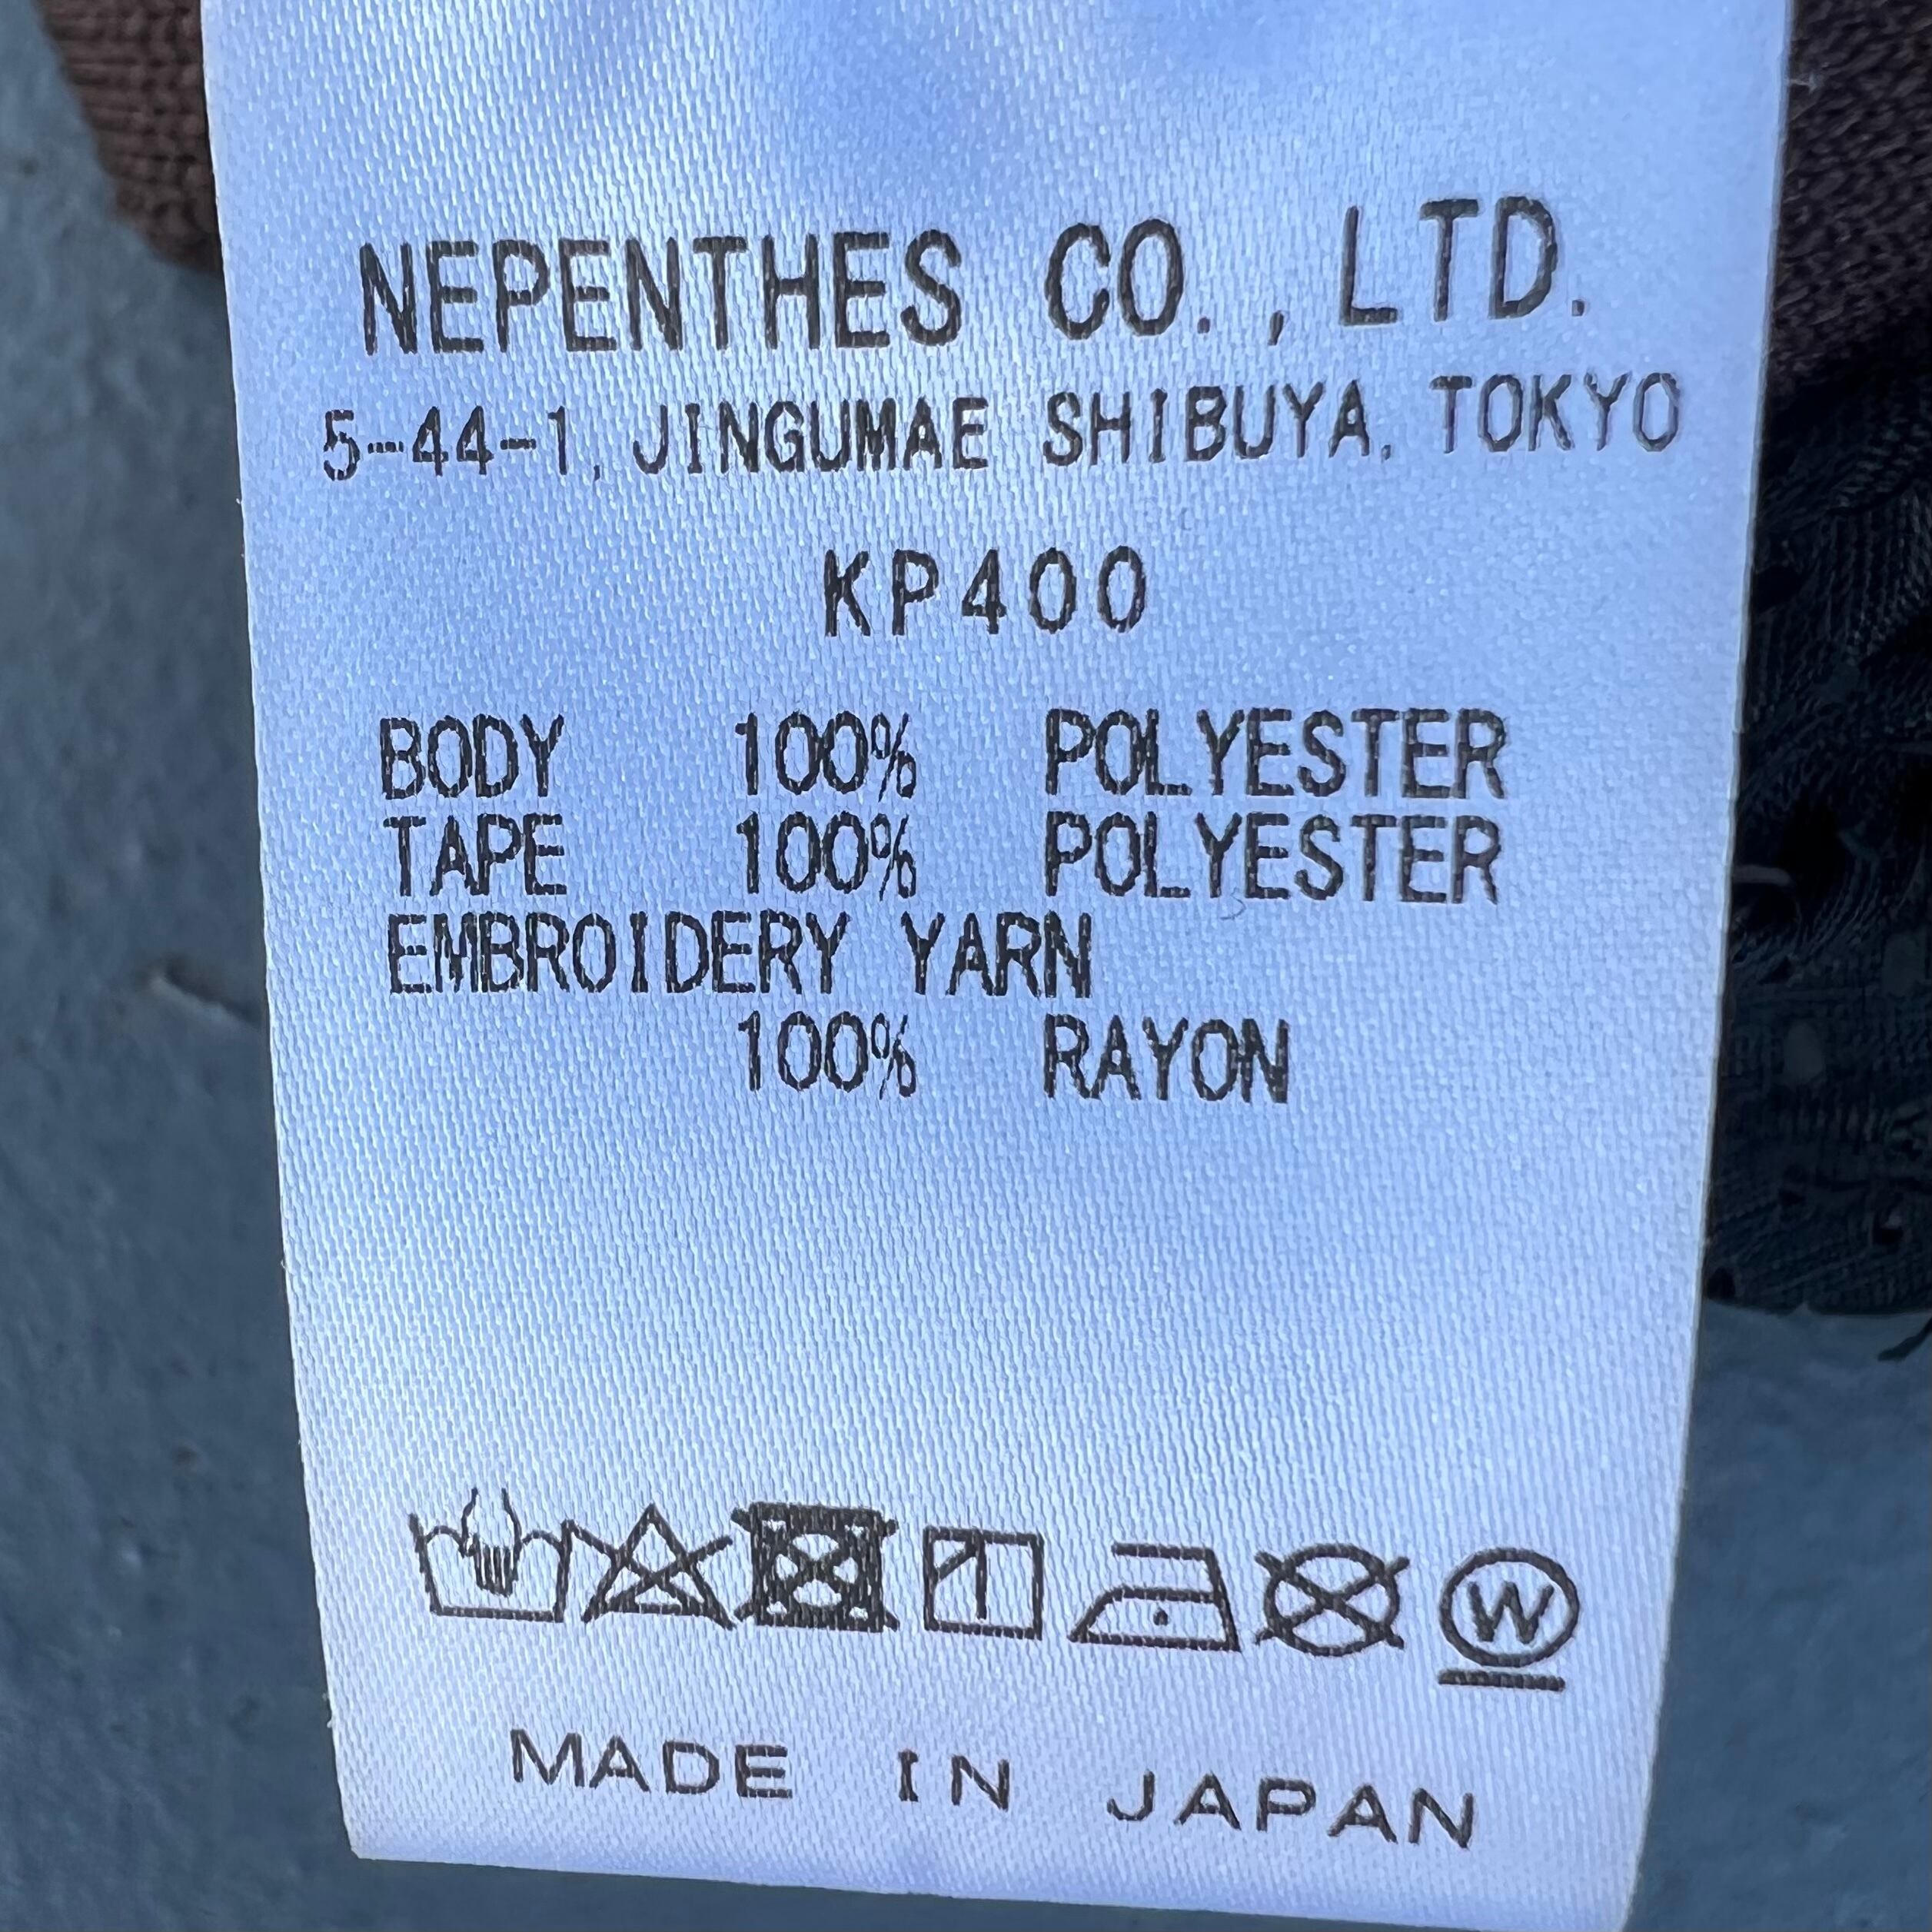 NEPENTHES CO., LTD.
5-44-1, JINGUMAE SHIBUYA, TOKYO
KP400
BODY 100% POLYESTER
TAPE 100% POLYESTER
EMBROIDERY YARN
100% RAYON
W
MADE IN JAPAN